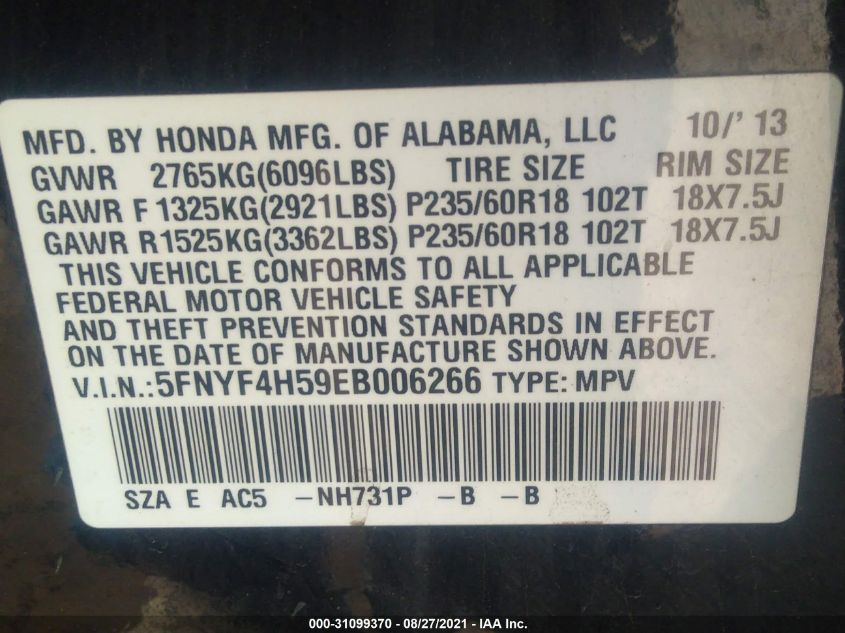 MFD. BY HONDA MFG. OF ALABAMA, LLC 10/' 13
GVWR 2765KG(6096LBS) TIRE SIZE RIM SIZE
GAWR F 1325KG(2921LBS) P235/60R18 102T 18X7.5J
GAWR R1525KG(3362LBS) P235/60R18 102T 18X7.5J
THIS VEHICLE CONFORMS TO ALL APPLICABLE
FEDERAL MOTOR VEHICLE SAFETY
AND THEFT PREVENTION STANDARDS IN EFFECT
ON THE DATE OF MANUFACTURE SHOWN ABOVE.
V.I.N.:5FNYF4H59EB006266 TYPE: MPV
SZA E AC5 -NH731P -B -B
000-31099370 - 08/27/2021 - IAA Inc.